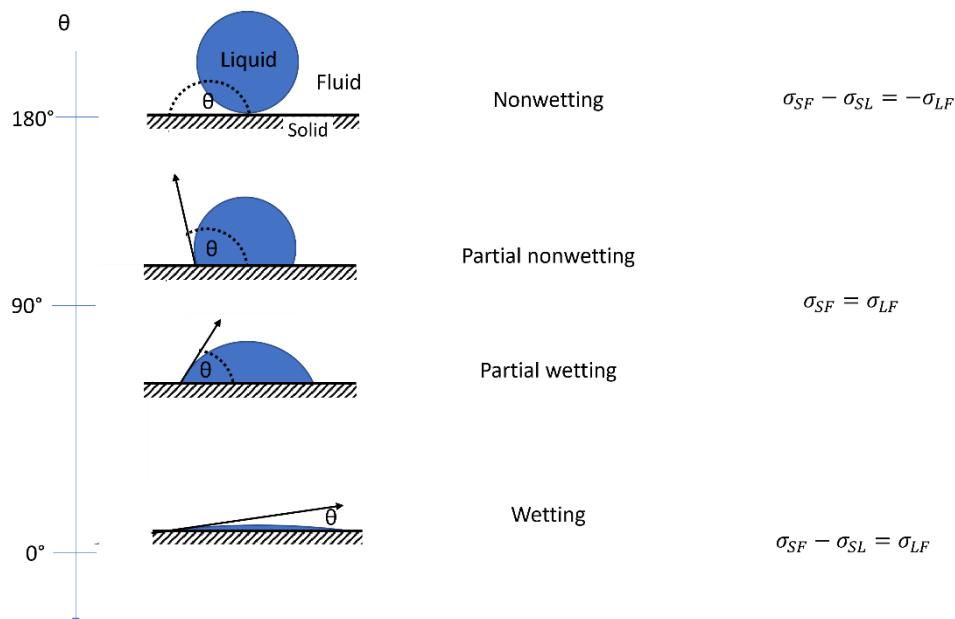 θ
Liquid
Fluid
θ
Solid
180°
Nonwetting
σ_SF − σ_SL = −σ_LF
θ
Partial nonwetting
90°
σ_SF = σ_LF
θ
Partial wetting
θ
Wetting
0°
σ_SF − σ_SL = σ_LF